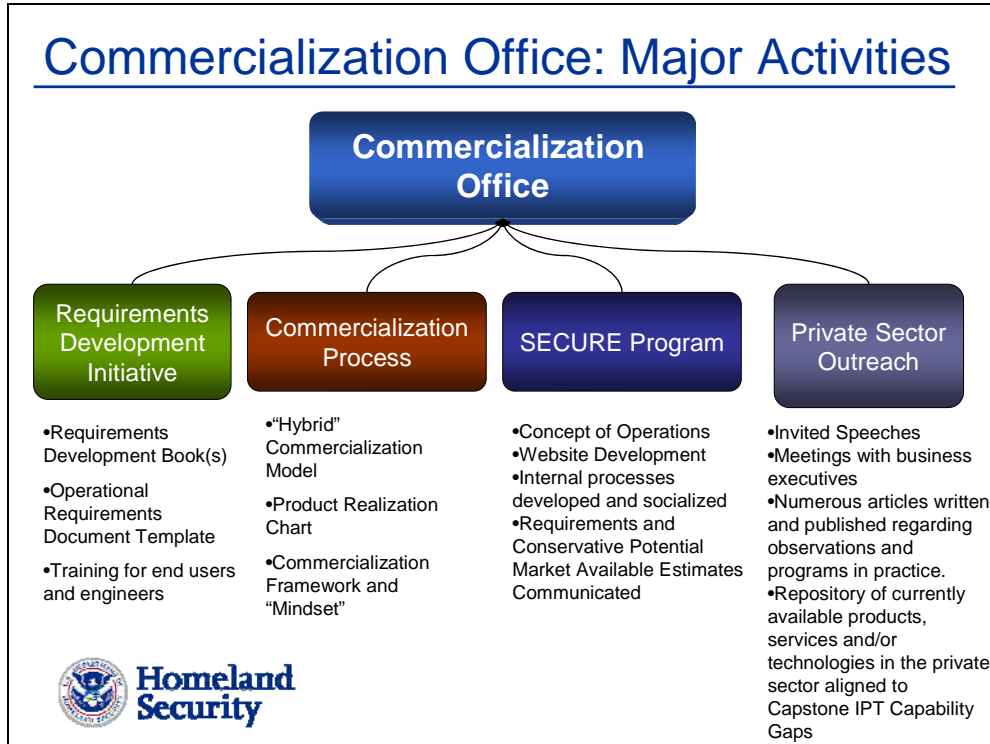 Commercialization Office: Major Activities
Commercialization
Office
Requirements
Development
Initiative
•Requirements
Development Book(s)
•Operational
Requirements
Document Template
•Training for end users
and engineers
Commercialization
Process
•“Hybrid”
Commercialization
Model
•Product Realization
Chart
•Commercialization
Framework and
“Mindset”
SECURE Program
•Concept of Operations
•Website Development
•Internal processes
developed and socialized
•Requirements and
Conservative Potential
Market Available Estimates
Communicated
Private Sector
Outreach
•Invited Speeches
•Meetings with business
executives
•Numerous articles written
and published regarding
observations and
programs in practice.
•Repository of currently
available products,
services and/or
technologies in the private
sector aligned to
Capstone IPT Capability
Gaps
Homeland
Security